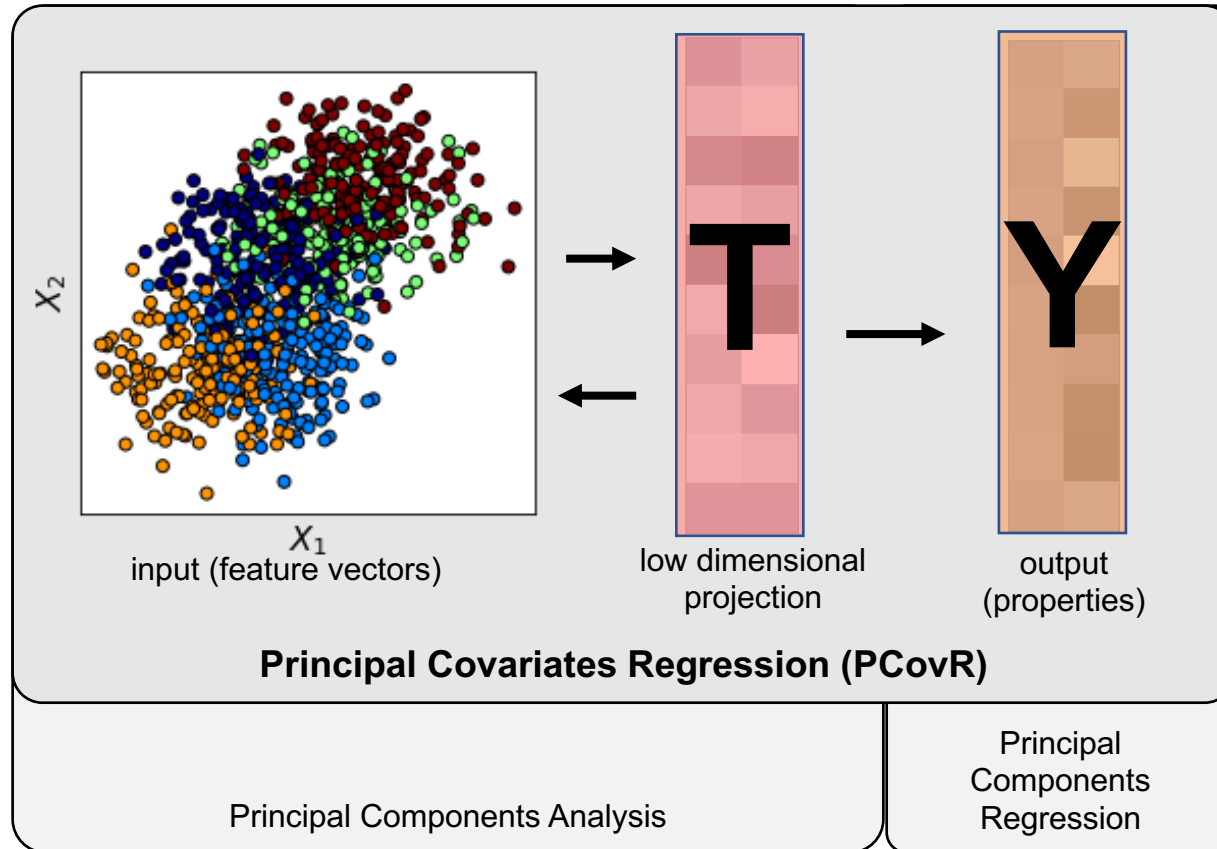 X₂
X₁
input (feature vectors)
T
low dimensional
projection
Y
output
(properties)
Principal Covariates Regression (PCovR)
Principal Components Analysis
Principal
Components
Regression